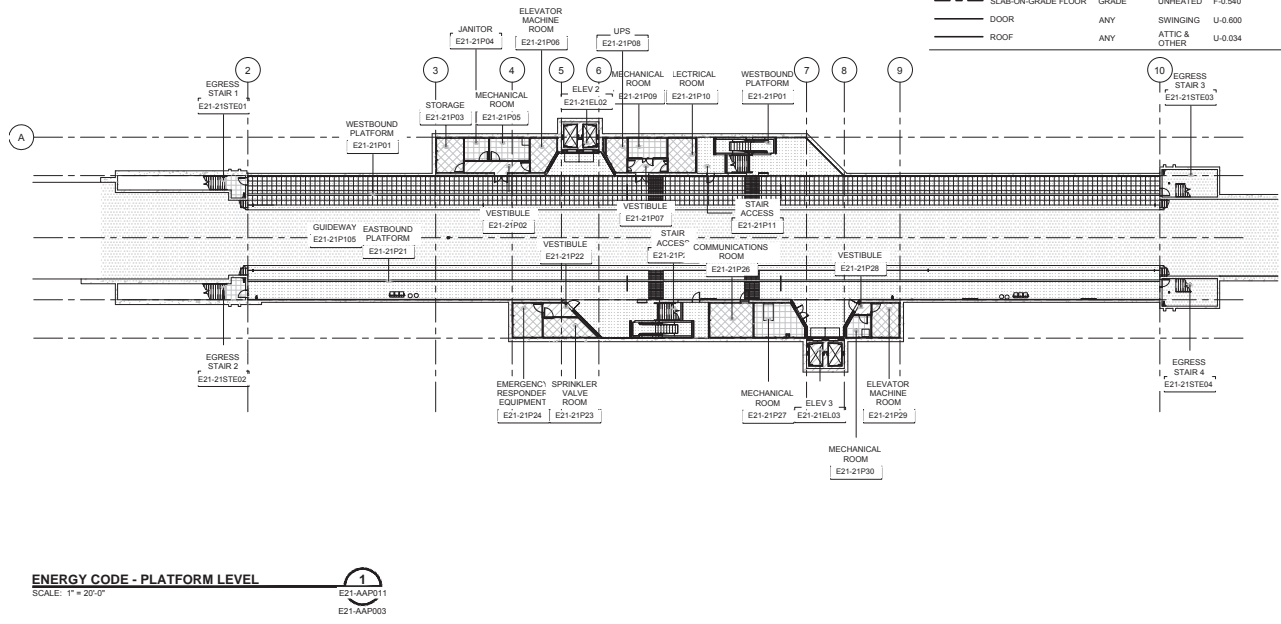 SLAB-ON-GRADE FLOOR GRADE UNHEATED F-0.540
DOOR ANY SWINGING U-0.600
ROOF ANY ATTIC & OTHER U-0.034
2
3
4
5
6
7
8
9
10
A
EGRESS
STAIR 1
E21-21STE01
WESTBOUND
PLATFORM
E21-21P01
STORAGE
E21-21P03
JANITOR
E21-21P04
MECHANICAL
ROOM
E21-21P05
ELEVATOR
MACHINE
ROOM
E21-21P06
ELEV 2
E21-21EL02
UPS
E21-21P08
MECHANICAL
ROOM
E21-21P09
LECTRICAL
ROOM
E21-21P10
WESTBOUND
PLATFORM
E21-21P01
EGRESS
STAIR 3
E21-21STE03
VESTIBULE
E21-21P02
VESTIBULE
E21-21P07
STAIR
ACCESS
E21-21P11
GUIDEWAY
E21-21P105
EASTBOUND
PLATFORM
E21-21P21
VESTIBULE
E21-21P22
STAIR
ACCESS
COMMUNICATIONS
ROOM
E21-21P26
VESTIBULE
E21-21P28
EGRESS
STAIR 2
E21-21STE02
EMERGENCY
RESPONDER
EQUIPMENT
E21-21P24
SPRINKLER
VALVE
ROOM
E21-21P23
MECHANICAL
ROOM
E21-21P27
ELEV 3
E21-21EL03
ELEVATOR
MACHINE
ROOM
E21-21P29
MECHANICAL
ROOM
E21-21P30
EGRESS
STAIR 4
E21-21STE04
ENERGY CODE - PLATFORM LEVEL
SCALE: 1" = 20'-0"
1
E21-AAP011
E21-AAP003